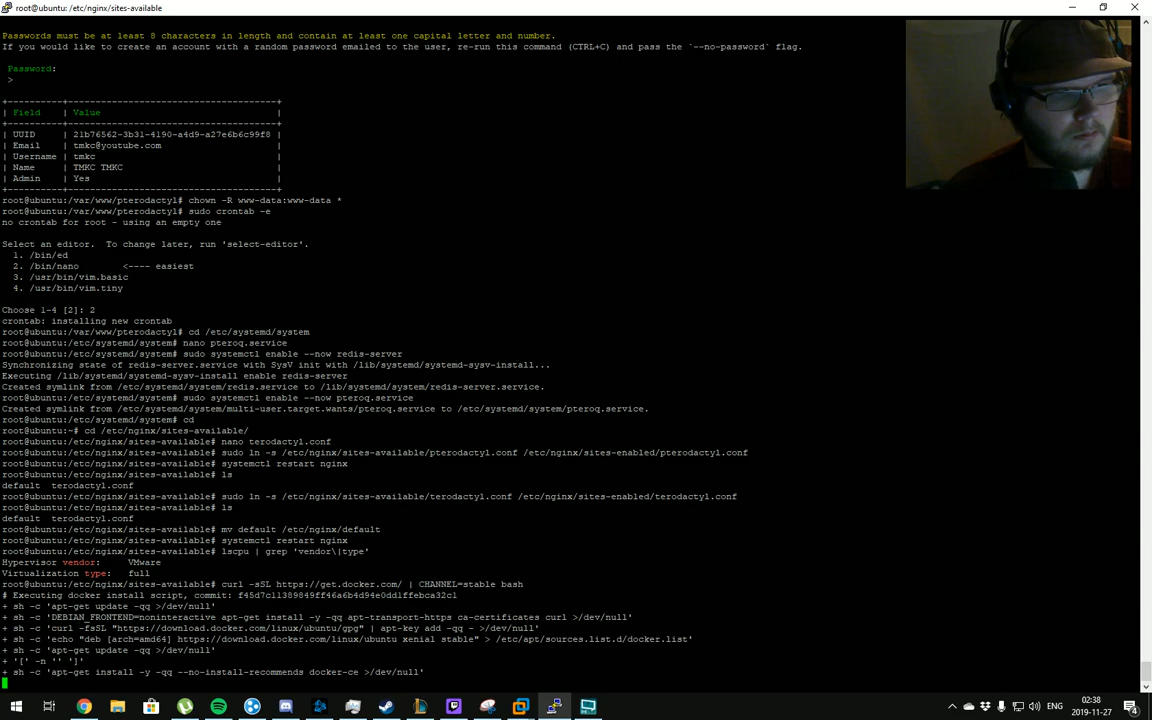 root@ubuntu: /etc/nginx/sites-available
Passwords must be at least 8 characters in length and contain at least one capital letter and number.
If you would like to create an account with a random password emailed to the user, re-run this command (CTRL+C) and pass the `--no-password` flag.
Password:
>
+----------+--------------------------------------+
| Field    | Value
+----------+--------------------------------------+
| UUID     | 21b76562-3b31-4190-a4d9-a27e6b6c99f8 |
| Email    | tmkc@youtube.com                     |
| Username | tmkc                                 |
| Name     | TMKC TMKC                            |
| Admin    | Yes                                  |
+----------+--------------------------------------+
root@ubuntu:/var/www/pterodactyl# chown -R www-data:www-data *
root@ubuntu:/var/www/pterodactyl# sudo crontab -e
no crontab for root - using an empty one
Select an editor.  To change later, run 'select-editor'.
1. /bin/ed
2. /bin/nano        <---- easiest
3. /usr/bin/vim.basic
4. /usr/bin/vim.tiny
Choose 1-4 [2]: 2
crontab: installing new crontab
root@ubuntu:/var/www/pterodactyl# cd /etc/systemd/system
root@ubuntu:/etc/systemd/system# nano pteroq.service
root@ubuntu:/etc/systemd/system# sudo systemctl enable --now redis-server
Synchronizing state of redis-server.service with SysV init with /lib/systemd/systemd-sysv-install...
Executing /lib/systemd/systemd-sysv-install enable redis-server
Created symlink from /etc/systemd/system/redis.service to /lib/systemd/system/redis-server.service.
root@ubuntu:/etc/systemd/system# sudo systemctl enable --now pteroq.service
Created symlink from /etc/systemd/system/multi-user.target.wants/pteroq.service to /etc/systemd/system/pteroq.service.
root@ubuntu:/etc/systemd/system# cd
root@ubuntu:~# cd /etc/nginx/sites-available/
root@ubuntu:/etc/nginx/sites-available# nano terodactyl.conf
root@ubuntu:/etc/nginx/sites-available# sudo ln -s /etc/nginx/sites-available/pterodactyl.conf /etc/nginx/sites-enabled/pterodactyl.conf
root@ubuntu:/etc/nginx/sites-available# systemctl restart nginx
root@ubuntu:/etc/nginx/sites-available# ls
default  terodactyl.conf
root@ubuntu:/etc/nginx/sites-available# sudo ln -s /etc/nginx/sites-available/terodactyl.conf /etc/nginx/sites-enabled/terodactyl.conf
root@ubuntu:/etc/nginx/sites-available# ls
default  terodactyl.conf
root@ubuntu:/etc/nginx/sites-available# mv default /etc/nginx/default
root@ubuntu:/etc/nginx/sites-available# systemctl restart nginx
root@ubuntu:/etc/nginx/sites-available# lscpu | grep 'vendor\|type'
Hypervisor vendor:     VMware
Virtualization type:   full
root@ubuntu:/etc/nginx/sites-available# curl -sSL https://get.docker.com/ | CHANNEL=stable bash
# Executing docker install script, commit: f45d7c11389849ff46a6b4d94e0dd1ffebca32c1
+ sh -c 'apt-get update -qq >/dev/null'
+ sh -c 'DEBIAN_FRONTEND=noninteractive apt-get install -y -qq apt-transport-https ca-certificates curl >/dev/null'
+ sh -c 'curl -fsSL "https://download.docker.com/linux/ubuntu/gpg" | apt-key add -qq - >/dev/null'
+ sh -c 'echo "deb [arch=amd64] https://download.docker.com/linux/ubuntu xenial stable" > /etc/apt/sources.list.d/docker.list'
+ sh -c 'apt-get update -qq >/dev/null'
+ '[' -n '' ']'
+ sh -c 'apt-get install -y -qq --no-install-recommends docker-ce >/dev/null'
ENG
02:38
2019-11-27
4